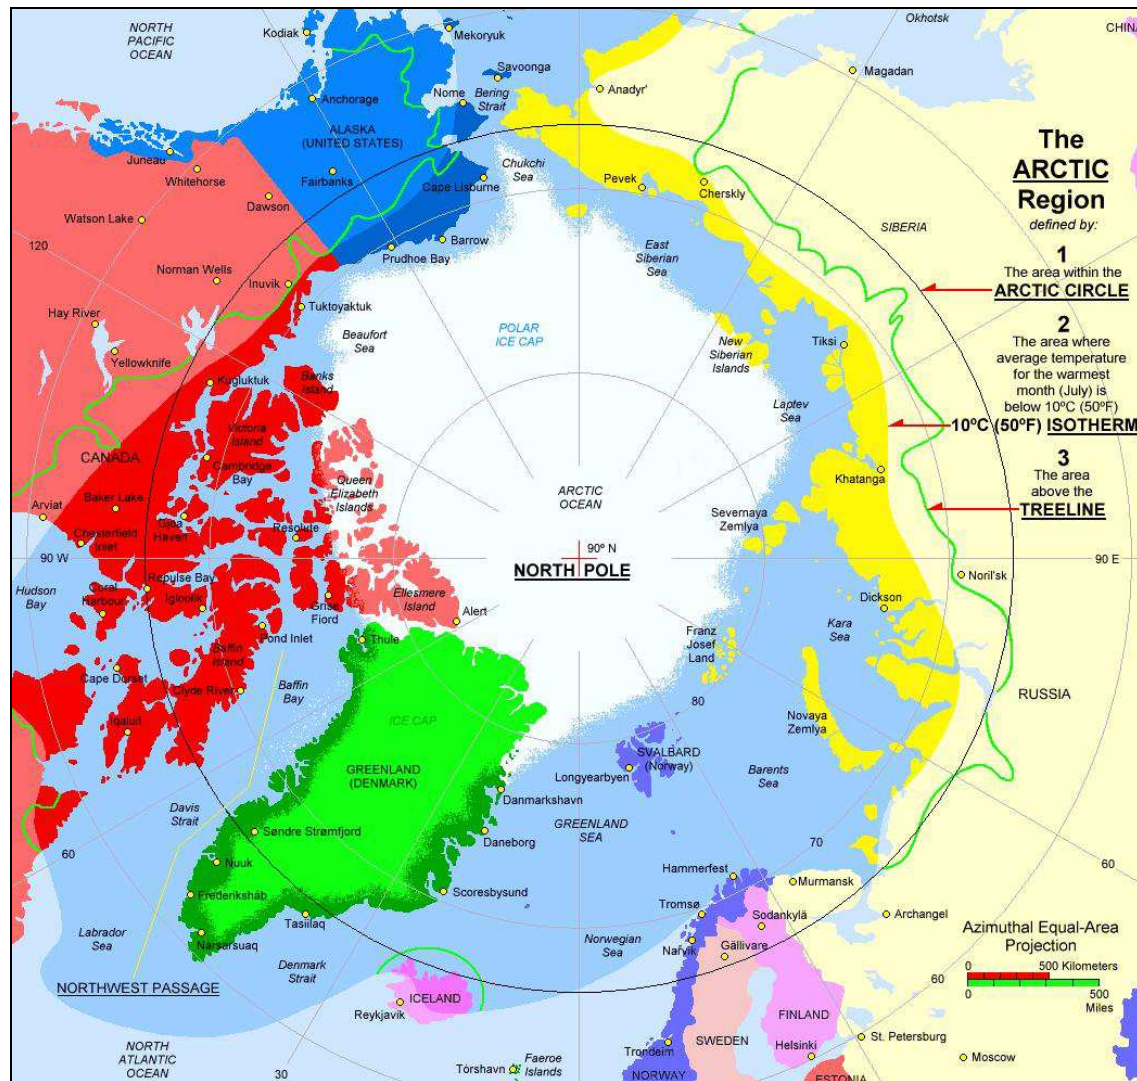 NORTH
PACIFIC
OCEAN
Kodiak
Mekoryuk
Okhotsk
CHINA
Savoonga
Magadan
Anchorage
Nome
Bering
Strait
Anadyr'
ALASKA
(UNITED STATES)
Juneau
Whitehorse
Fairbanks
Chukchi
Sea
Cape Lisburne
Pevek
Cherskly
Dawson
Watson Lake
120
Barrow
Prudhoe Bay
East
Siberian
Sea
SIBERIA
The
ARCTIC
Region
defined by:
1
The area within the
ARCTIC CIRCLE
2
The area where
average temperature
for the warmest
month (July) is
below 10ºC (50ºF)
10ºC (50ºF) ISOTHERM
3
The area
above the
TREELINE
Norman Wells
Inuvik
Tuktoyaktuk
Hay River
Beaufort
Sea
POLAR
ICE CAP
New
Siberian
Islands
Tiksi
Yellowknife
Kugluktuk
Banks
Island
Laptev
Sea
Victoria
Island
CANADA
Cambridge
Bay
Queen
Elizabeth
Islands
Khatanga
Arviat
Baker Lake
Gjoa
Haven
Chesterfield
Inlet
Resolute
ARCTIC
OCEAN
Severnaya
Zemlya
90 W
90º N
NORTH POLE
90 E
Noril'sk
Hudson
Bay
Repulse Bay
Coral
Harbour
Igloolik
Grise
Fiord
Ellesmere
Island
Alert
Dickson
Kara
Sea
Pond Inlet
Thule
Baffin
Island
Franz
Josef
Land
Cape Dorset
Clyde River
Baffin
Bay
RUSSIA
Iqaluit
ICE CAP
80
Novaya
Zemlya
GREENLAND
(DENMARK)
SVALBARD
(Norway)
Longyearbyen
Barents
Sea
Danmarkshavn
Davis
Strait
GREENLAND
SEA
Søndre Strømfjord
Daneborg
70
60
60
Nuuk
Hammerfest
Frederikshåb
Scoresbysund
Murmansk
Tasiilaq
Tromsø
Sodankylä
Archangel
Labrador
Sea
Narsarsuaq
Norwegian
Sea
Narvik
Gällivare
Azimuthal Equal-Area
Projection
0 500 Kilometers
0 500
Miles
Denmark
Strait
NORTHWEST PASSAGE
60
ICELAND
Reykjavik
FINLAND
SWEDEN
St. Petersburg
Trondeim
Helsinki
Moscow
NORTH
ATLANTIC
OCEAN
30
Tórshavn
Faeroe
Islands
NORWAY
ESTONIA